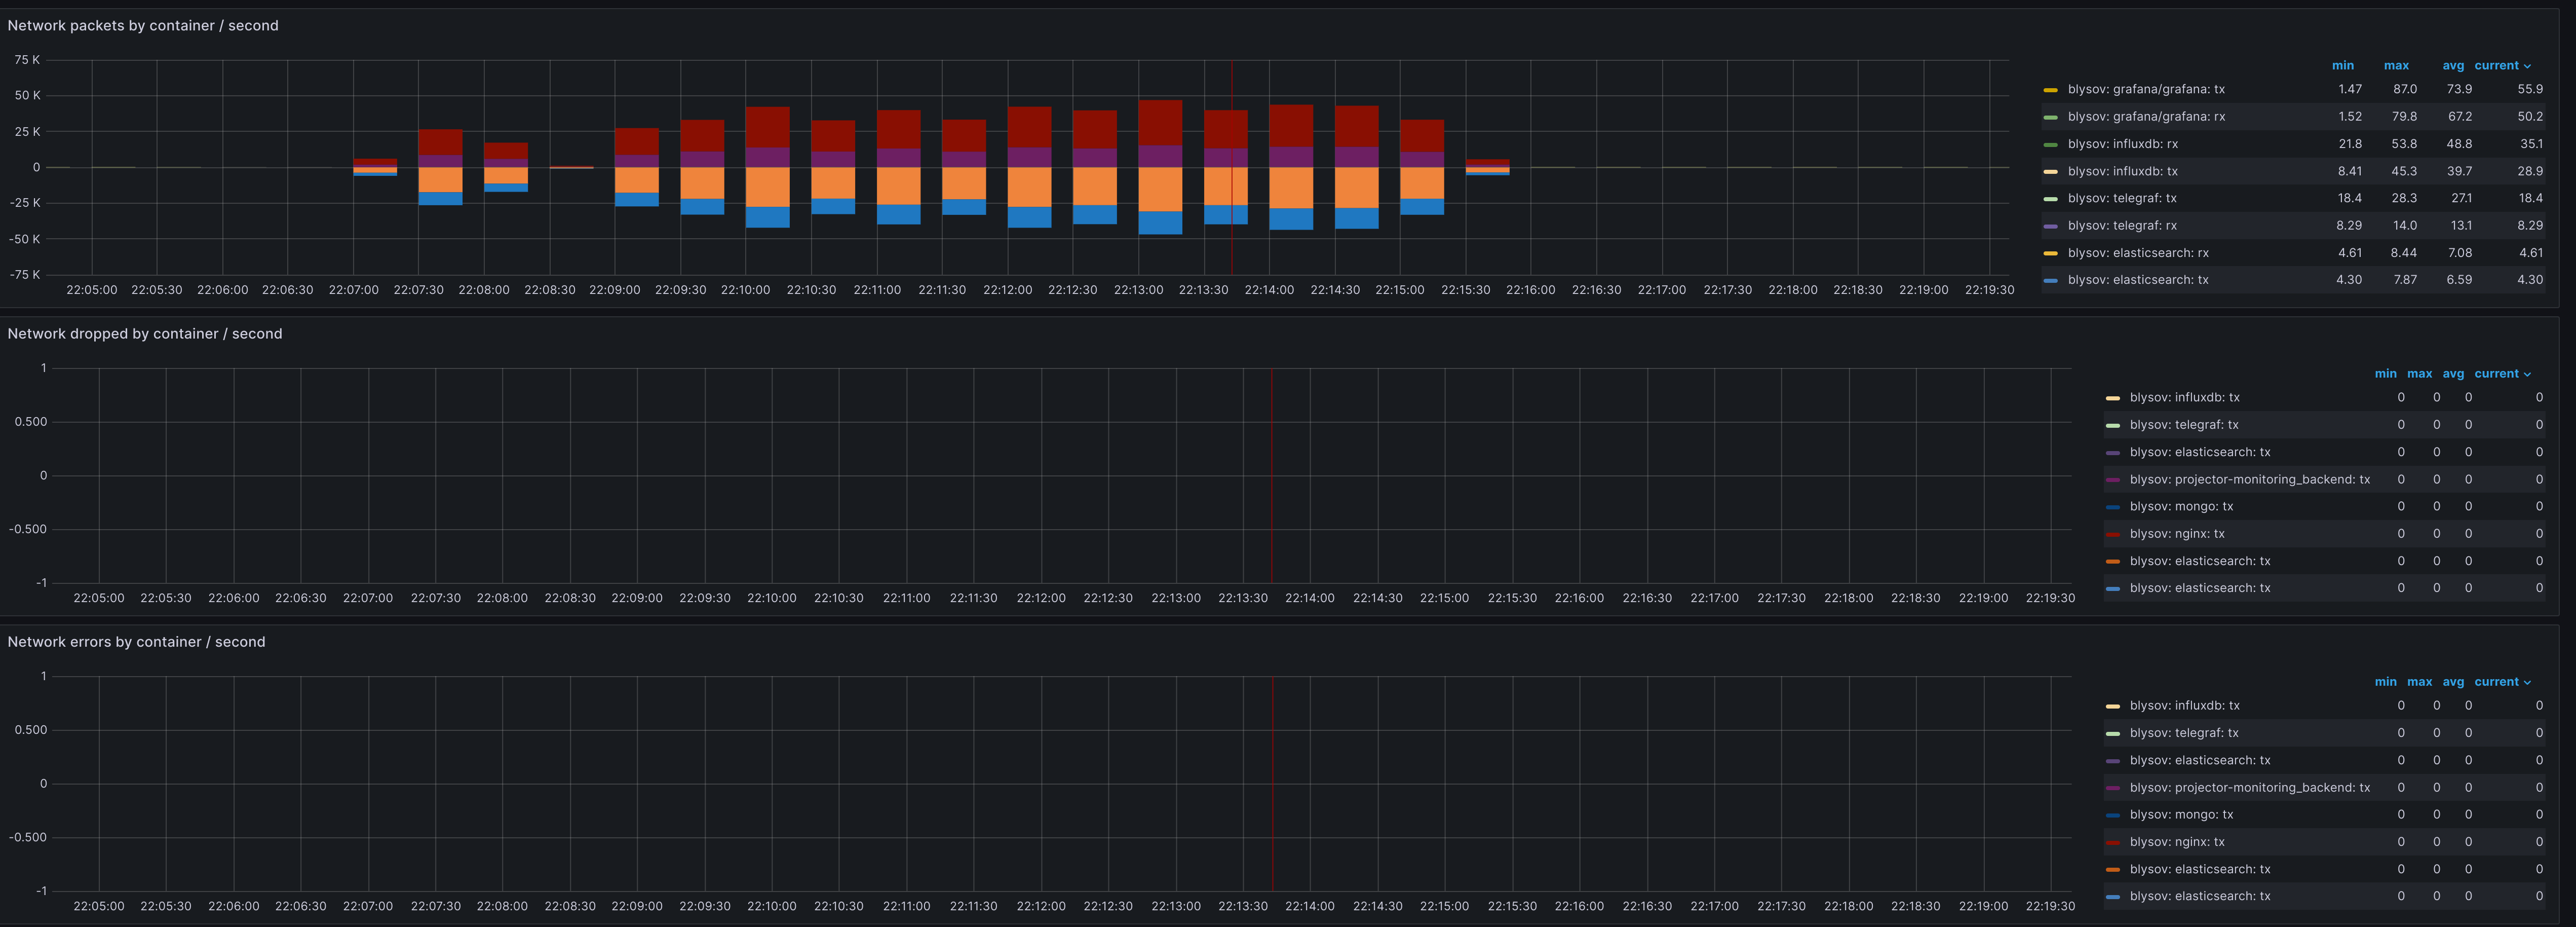 Network packets by container / second
75 K
50 K
25 K
0
-25 K
-50 K
-75 K
22:05:00 22:05:30 22:06:00 22:06:30 22:07:00 22:07:30 22:08:00 22:08:30 22:09:00 22:09:30 22:10:00 22:10:30 22:11:00 22:11:30 22:12:00 22:12:30 22:13:00 22:13:30 22:14:00 22:14:30 22:15:00 22:15:30 22:16:00 22:16:30 22:17:00 22:17:30 22:18:00 22:18:30 22:19:00 22:19:30
min max avg current
blysov: grafana/grafana: tx 1.47 87.0 73.9 55.9
blysov: grafana/grafana: rx 1.52 79.8 67.2 50.2
blysov: influxdb: rx 21.8 53.8 48.8 35.1
blysov: influxdb: tx 8.41 45.3 39.7 28.9
blysov: telegraf: tx 18.4 28.3 27.1 18.4
blysov: telegraf: rx 8.29 14.0 13.1 8.29
blysov: elasticsearch: rx 4.61 8.44 7.08 4.61
blysov: elasticsearch: tx 4.30 7.87 6.59 4.30
Network dropped by container / second
1
0.500
0
-0.500
-1
22:05:00 22:05:30 22:06:00 22:06:30 22:07:00 22:07:30 22:08:00 22:08:30 22:09:00 22:09:30 22:10:00 22:10:30 22:11:00 22:11:30 22:12:00 22:12:30 22:13:00 22:13:30 22:14:00 22:14:30 22:15:00 22:15:30 22:16:00 22:16:30 22:17:00 22:17:30 22:18:00 22:18:30 22:19:00 22:19:30
min max avg current
blysov: influxdb: tx 0 0 0 0
blysov: telegraf: tx 0 0 0 0
blysov: elasticsearch: tx 0 0 0 0
blysov: projector-monitoring_backend: tx 0 0 0 0
blysov: mongo: tx 0 0 0 0
blysov: nginx: tx 0 0 0 0
blysov: elasticsearch: tx 0 0 0 0
blysov: elasticsearch: tx 0 0 0 0
Network errors by container / second
1
0.500
0
-0.500
-1
22:05:00 22:05:30 22:06:00 22:06:30 22:07:00 22:07:30 22:08:00 22:08:30 22:09:00 22:09:30 22:10:00 22:10:30 22:11:00 22:11:30 22:12:00 22:12:30 22:13:00 22:13:30 22:14:00 22:14:30 22:15:00 22:15:30 22:16:00 22:16:30 22:17:00 22:17:30 22:18:00 22:18:30 22:19:00 22:19:30
min max avg current
blysov: influxdb: tx 0 0 0 0
blysov: telegraf: tx 0 0 0 0
blysov: elasticsearch: tx 0 0 0 0
blysov: projector-monitoring_backend: tx 0 0 0 0
blysov: mongo: tx 0 0 0 0
blysov: nginx: tx 0 0 0 0
blysov: elasticsearch: tx 0 0 0 0
blysov: elasticsearch: tx 0 0 0 0